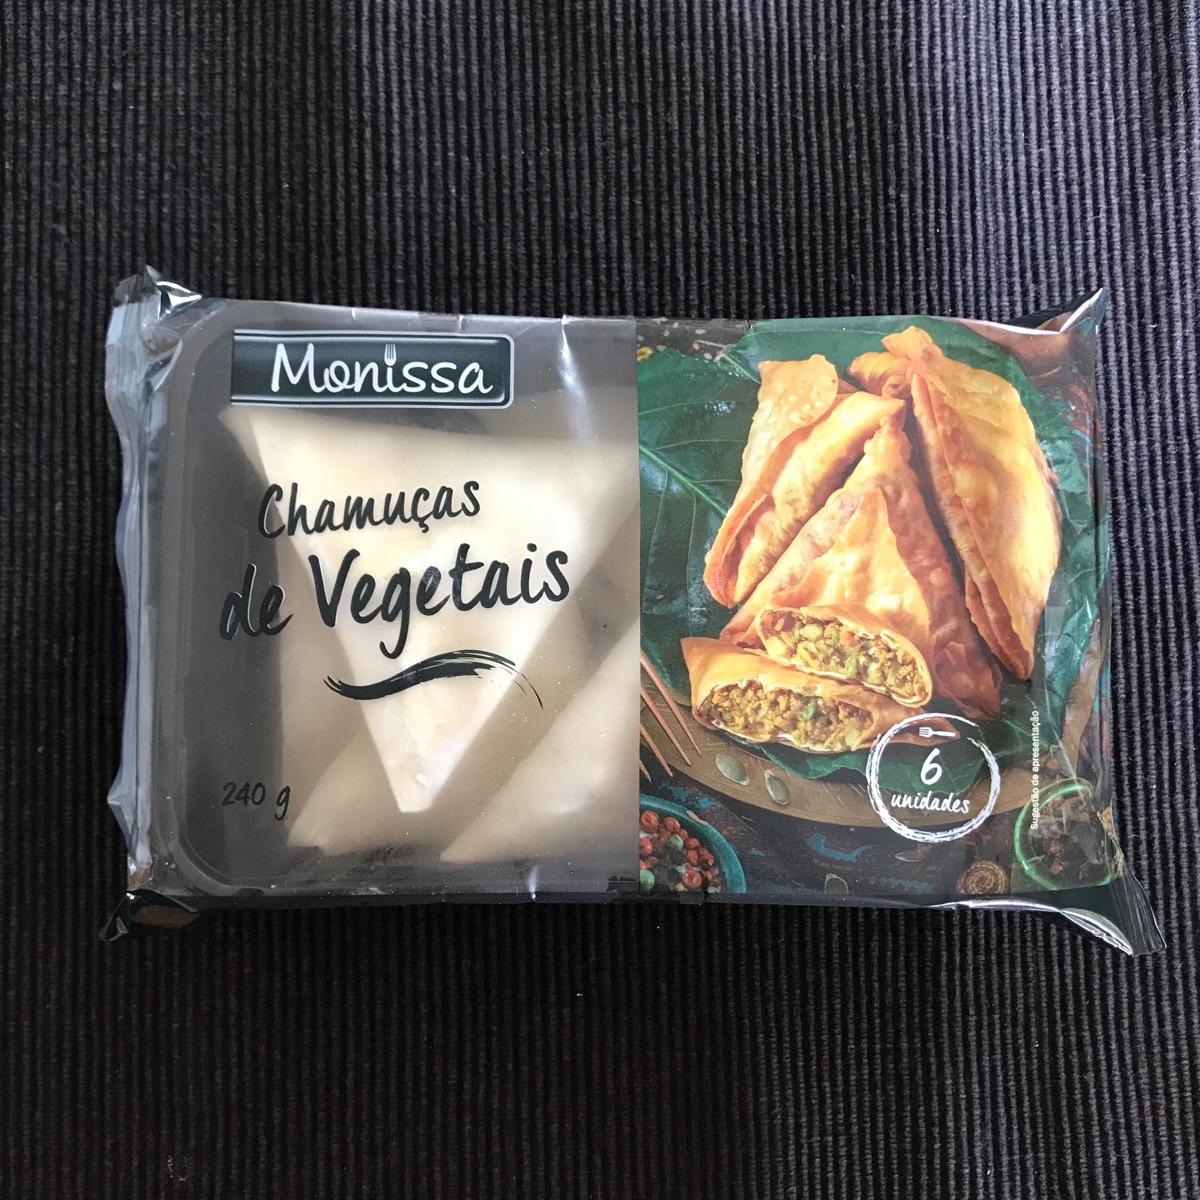 Monissa
Chamuças
de Vegetais
240 g
6
unidades
Sugestão de apresentação